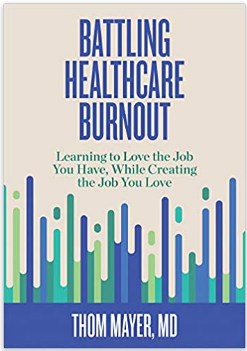 BATTLING
HEALTHCARE
BURNOUT
Learning to Love the Job
You Have, While Creating
the Job You Love
THOM MAYER, MD